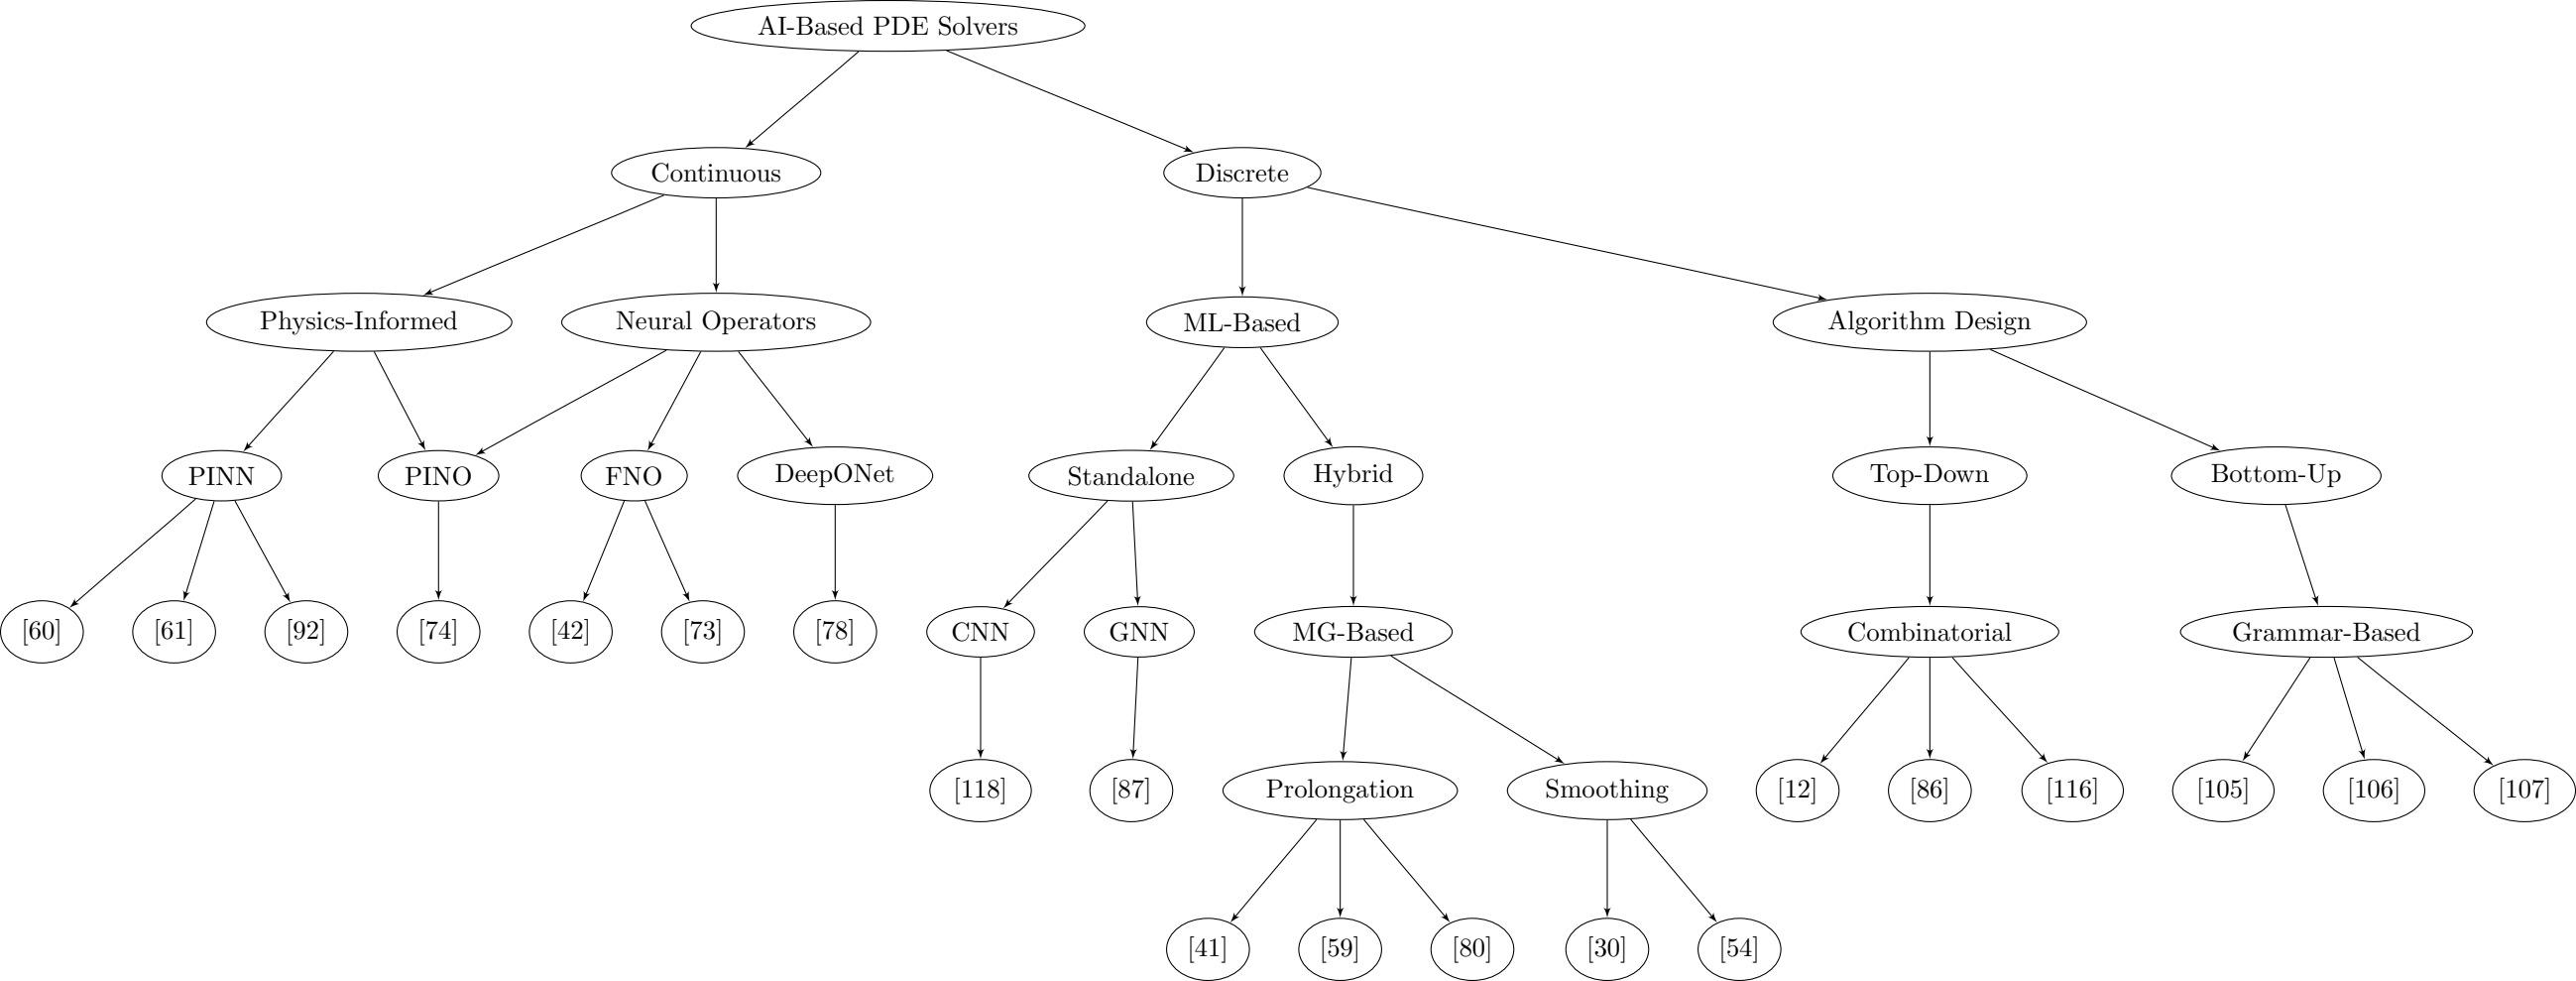 AI-Based PDE Solvers
Continuous
Discrete
Physics-Informed
Neural Operators
ML-Based
Algorithm Design
PINN
PINO
FNO
DeepONet
Standalone
Hybrid
Top-Down
Bottom-Up
[60]
[61]
[92]
[74]
[42]
[73]
[78]
CNN
GNN
MG-Based
Combinatorial
Grammar-Based
[118]
[87]
Prolongation
Smoothing
[12]
[86]
[116]
[105]
[106]
[107]
[41]
[59]
[80]
[30]
[54]